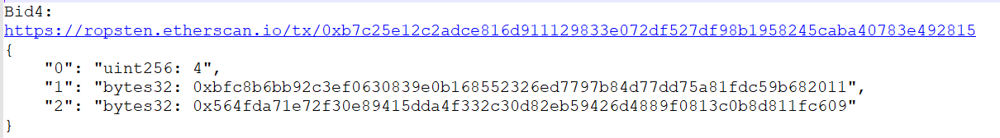 Bid4:
https://ropsten.etherscan.io/tx/0xb7c25e12c2adce816d911129833e072df527df98b1958245caba40783e492815
{
    "0": "uint256: 4",
    "1": "bytes32: 0xbfc8b6bb92c3ef0630839e0b168552326ed7797b84d77dd75a81fdc59b682011",
    "2": "bytes32: 0x564fda71e72f30e89415dda4f332c30d82eb59426d4889f0813c0b8d811fc609"
}